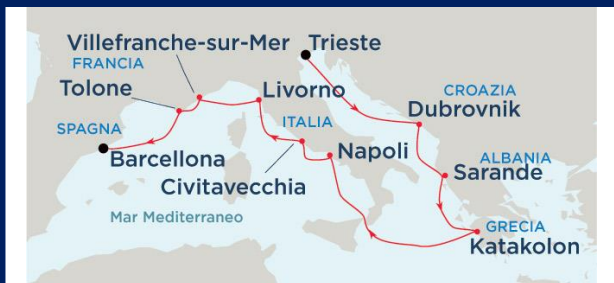 Villefranche-sur-Mer
Trieste
FRANCIA
Tolone
Livorno
CROAZIA
Dubrovnik
SPAGNA
ITALIA
Barcellona
Napoli
ALBANIA
Sarande
Civitavecchia
Mar Mediterraneo
GRECIA
Katakolon